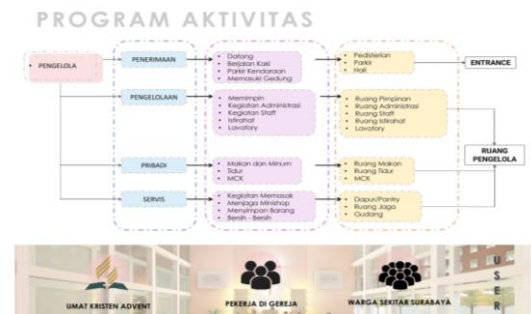 PROGRAM AKTIVITAS
PENGELOLA
PENERIMAAN
Datang
Berjalan Kaki
Parkir Kendaraan
Memasuki Gedung
Pedisterian
Parkir
Hall
ENTRANCE
PENGELOLAAN
Memimpin
Kegiatan Administrasi
Kegiatan Staff
Istirahat
Lavatory
Ruang Pimpinan
Ruang Administrasi
Ruang Staff
Ruang Istirahat
Lavatory
RUANG
PENGELOLA
PRIBADI
Makan dan Minum
Tidur
MCK
Ruang Makan
Ruang Tidur
MCK
SERVIS
Kegiatan Memasak
Menjaga Minishop
Menyimpan Barang
Bersih - Bersih
Dapur/Pantry
Ruang Jaga
Gudang
UMAT KRISTEN ADVENT
PEKERJA DI GEREJA
WARGA SEKITAR SURABAYA
USER